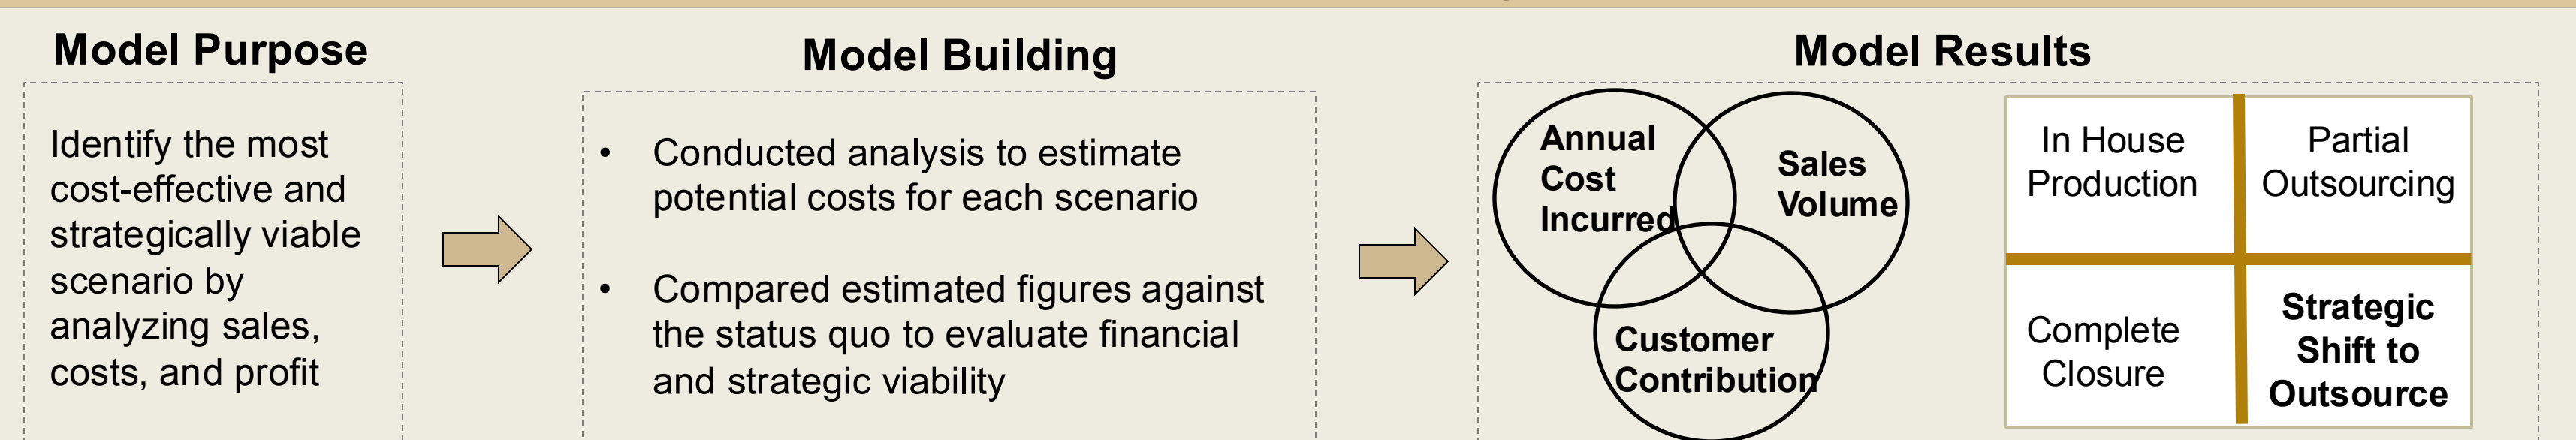 Model Purpose
Identify the most
cost-effective and
strategically viable
scenario by
analyzing sales,
costs, and profit
Model Building
• Conducted analysis to estimate
potential costs for each scenario
• Compared estimated figures against
the status quo to evaluate financial
and strategic viability
Model Results
Annual
Cost
Incurred
Sales
Volume
Customer
Contribution
In House
Production
Partial
Outsourcing
Complete
Closure
Strategic
Shift to
Outsource